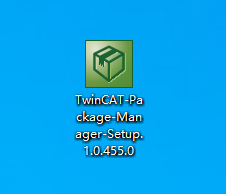 TwinCAT-Pa
ckage-Man
ager-Setup.
1.0.455.0